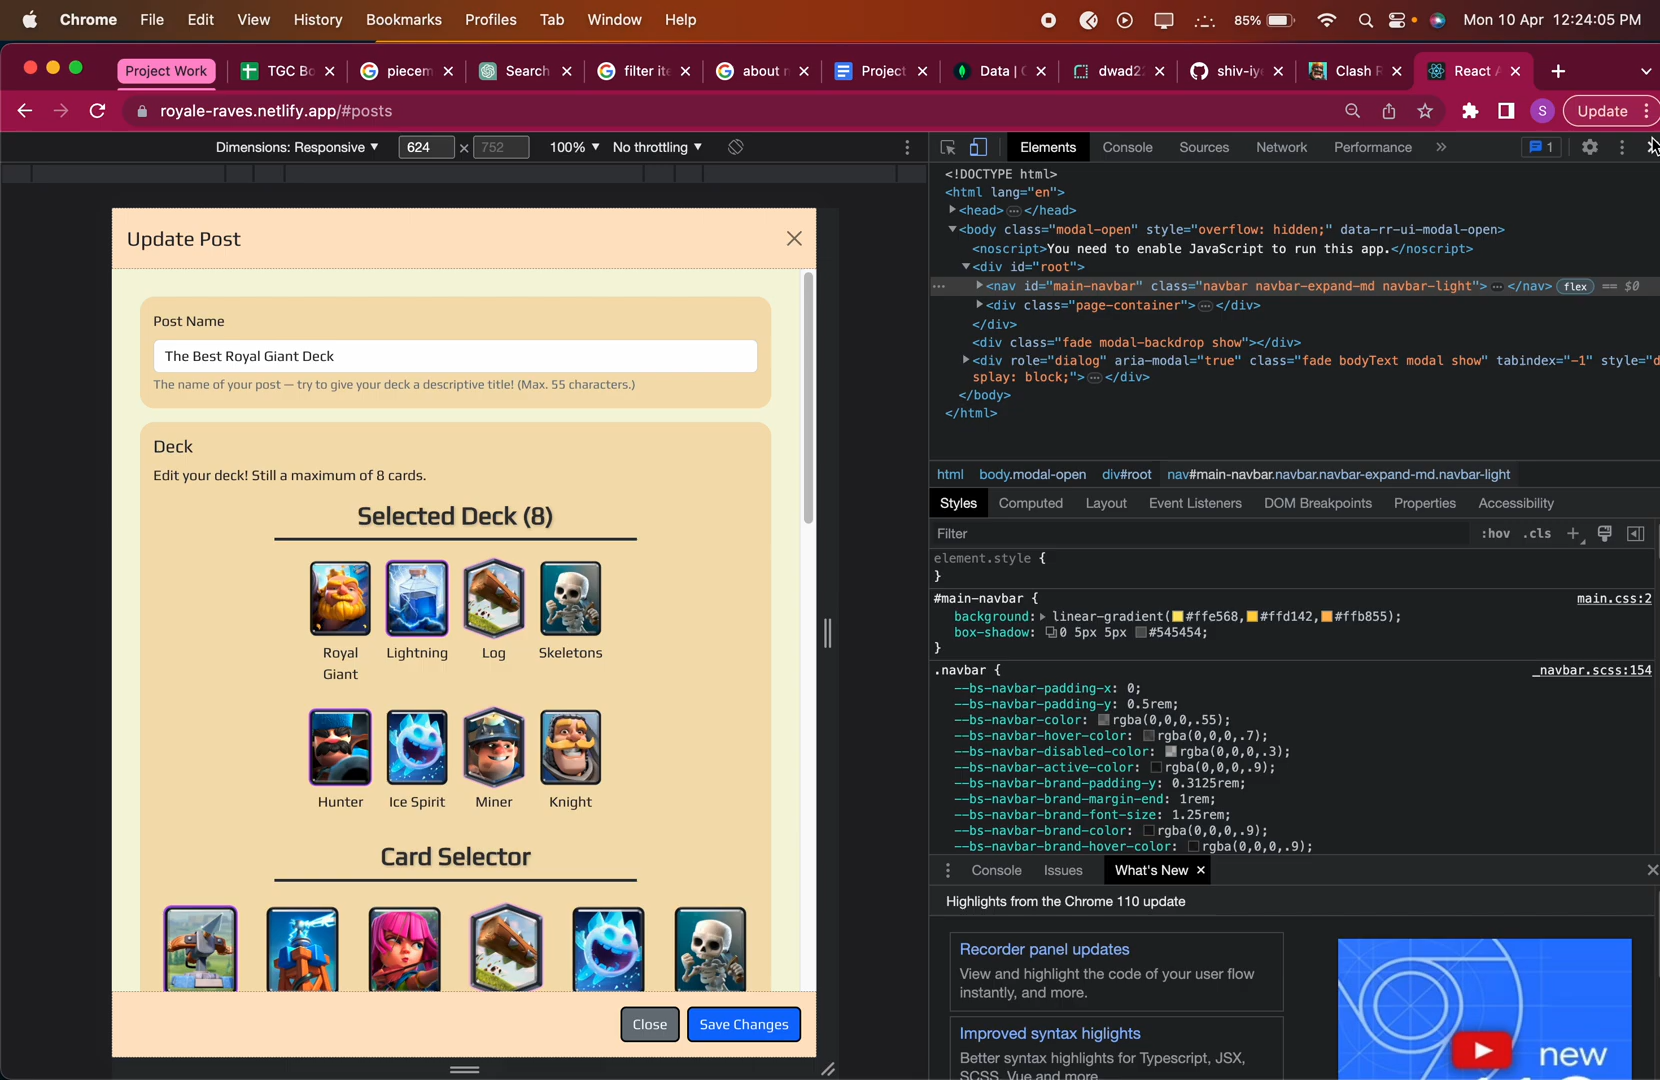 Chrome File Edit View History Bookmarks Profiles Tab Window Help 85% Mon 10 Apr 12:24:05 PM
Project Work TGC Bo piecem Search filter ite about n Project Data | C dwad22 shiv-iye Clash R React A
royale-raves.netlify.app/#posts S Update
Dimensions: Responsive 624 × 752 100% No throttling
Elements Console Sources Network Performance » 1
Update Post
Post Name
The Best Royal Giant Deck
The name of your post — try to give your deck a descriptive title! (Max. 55 characters.)
Deck
Edit your deck! Still a maximum of 8 cards.
Selected Deck (8)
Royal Giant Lightning Log Skeletons
Hunter Ice Spirit Miner Knight
Card Selector
Close Save Changes
<!DOCTYPE html>
<html lang="en">
<head> … </head>
<body class="modal-open" style="overflow: hidden;" data-rr-ui-modal-open>
<noscript>You need to enable JavaScript to run this app.</noscript>
<div id="root">
… <nav id="main-navbar" class="navbar navbar-expand-md navbar-light"> … </nav> flex == $0
<div class="page-container"> … </div>
</div>
<div class="fade modal-backdrop show"></div>
<div role="dialog" aria-modal="true" class="fade bodyText modal show" tabindex="-1" style="d
splay: block;"> … </div>
</body>
</html>
html body.modal-open div#root nav#main-navbar.navbar.navbar-expand-md.navbar-light
Styles Computed Layout Event Listeners DOM Breakpoints Properties Accessibility
Filter :hov .cls +
element.style {
}
#main-navbar { main.css:2
background: linear-gradient(#ffe568,#ffd142,#ffb855);
box-shadow: 0 5px 5px #545454;
}
.navbar { _navbar.scss:154
--bs-navbar-padding-x: 0;
--bs-navbar-padding-y: 0.5rem;
--bs-navbar-color: rgba(0,0,0,.55);
--bs-navbar-hover-color: rgba(0,0,0,.7);
--bs-navbar-disabled-color: rgba(0,0,0,.3);
--bs-navbar-active-color: rgba(0,0,0,.9);
--bs-navbar-brand-padding-y: 0.3125rem;
--bs-navbar-brand-margin-end: 1rem;
--bs-navbar-brand-font-size: 1.25rem;
--bs-navbar-brand-color: rgba(0,0,0,.9);
--bs-navbar-brand-hover-color: rgba(0,0,0,.9);
Console Issues What's New ×
Highlights from the Chrome 110 update
Recorder panel updates
View and highlight the code of your user flow
instantly, and more.
Improved syntax higlights
Better syntax highlights for Typescript, JSX,
SCSS, Vue and more
new